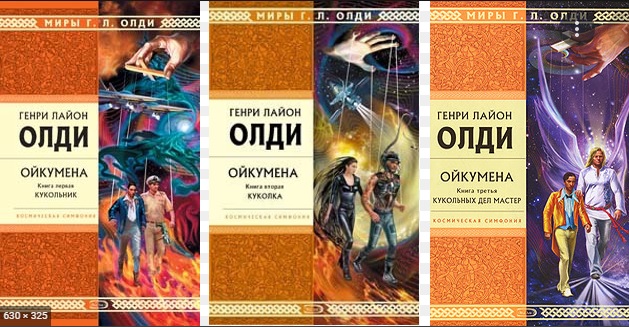 МИРЫ Г. Л. ОЛДИ
ГЕНРИ ЛАЙОН
ОЛДИ
ОЙКУМЕНА
Книга первая
КУКОЛЬНИК
КОСМИЧЕСКАЯ СИМФОНИЯ
МИРЫ Г. Л. ОЛДИ
ГЕНРИ ЛАЙОН
ОЛДИ
ОЙКУМЕНА
Книга вторая
КУКОЛКА
КОСМИЧЕСКАЯ СИМФОНИЯ
МИРЫ Г. Л. ОЛДИ
ГЕНРИ ЛАЙОН
ОЛДИ
ОЙКУМЕНА
Книга третья
КУКОЛЬНЫХ ДЕЛ МАСТЕР
КОСМИЧЕСКАЯ СИМФОНИЯ
630 × 325